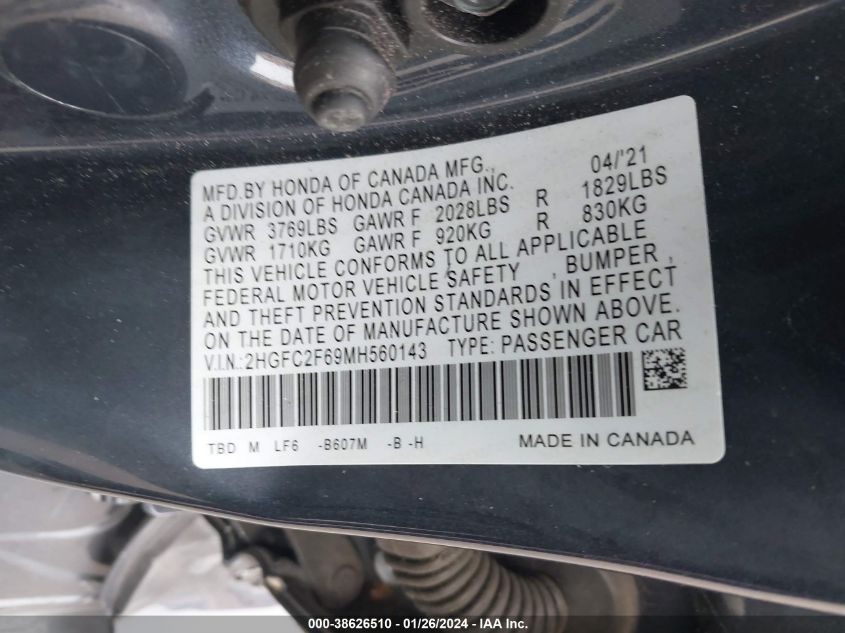 MFD.BY HONDA OF CANADA MFG., 04/'21
A DIVISION OF HONDA CANADA INC.
GVWR 3769LBS GAWR F 2028LBS R 1829LBS
GVWR 1710KG GAWR F 920KG R 830KG
THIS VEHICLE CONFORMS TO ALL APPLICABLE
FEDERAL MOTOR VEHICLE SAFETY , BUMPER ,
AND THEFT PREVENTION STANDARDS IN EFFECT
ON THE DATE OF MANUFACTURE SHOWN ABOVE.
V.I.N.:2HGFC2F69MH560143 TYPE: PASSENGER CAR
TBD M LF6 -B607M -B -H MADE IN CANADA
000-38626510 - 01/26/2024 - IAA Inc.